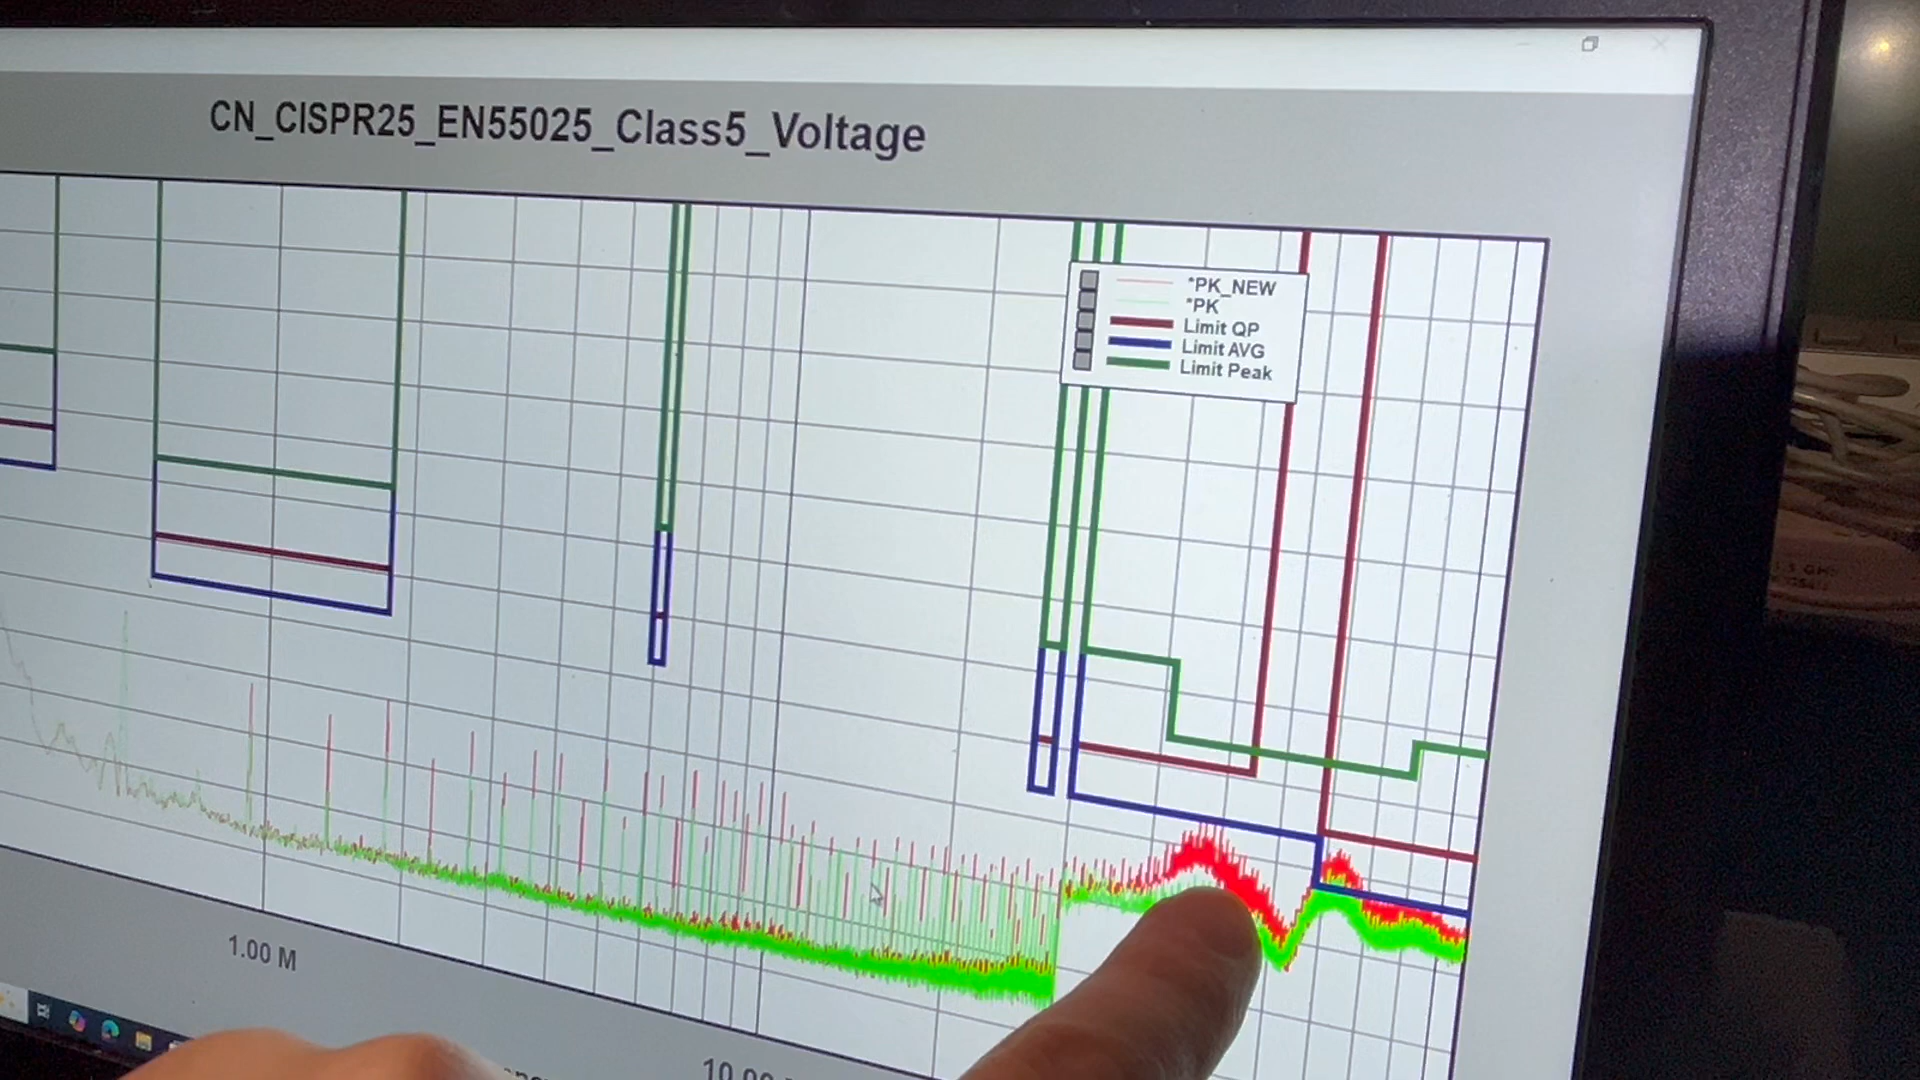 CN_CISPR25_EN55025_Class5_Voltage
*PK_NEW
*PK
Limit QP
Limit AVG
Limit Peak
1.00 M